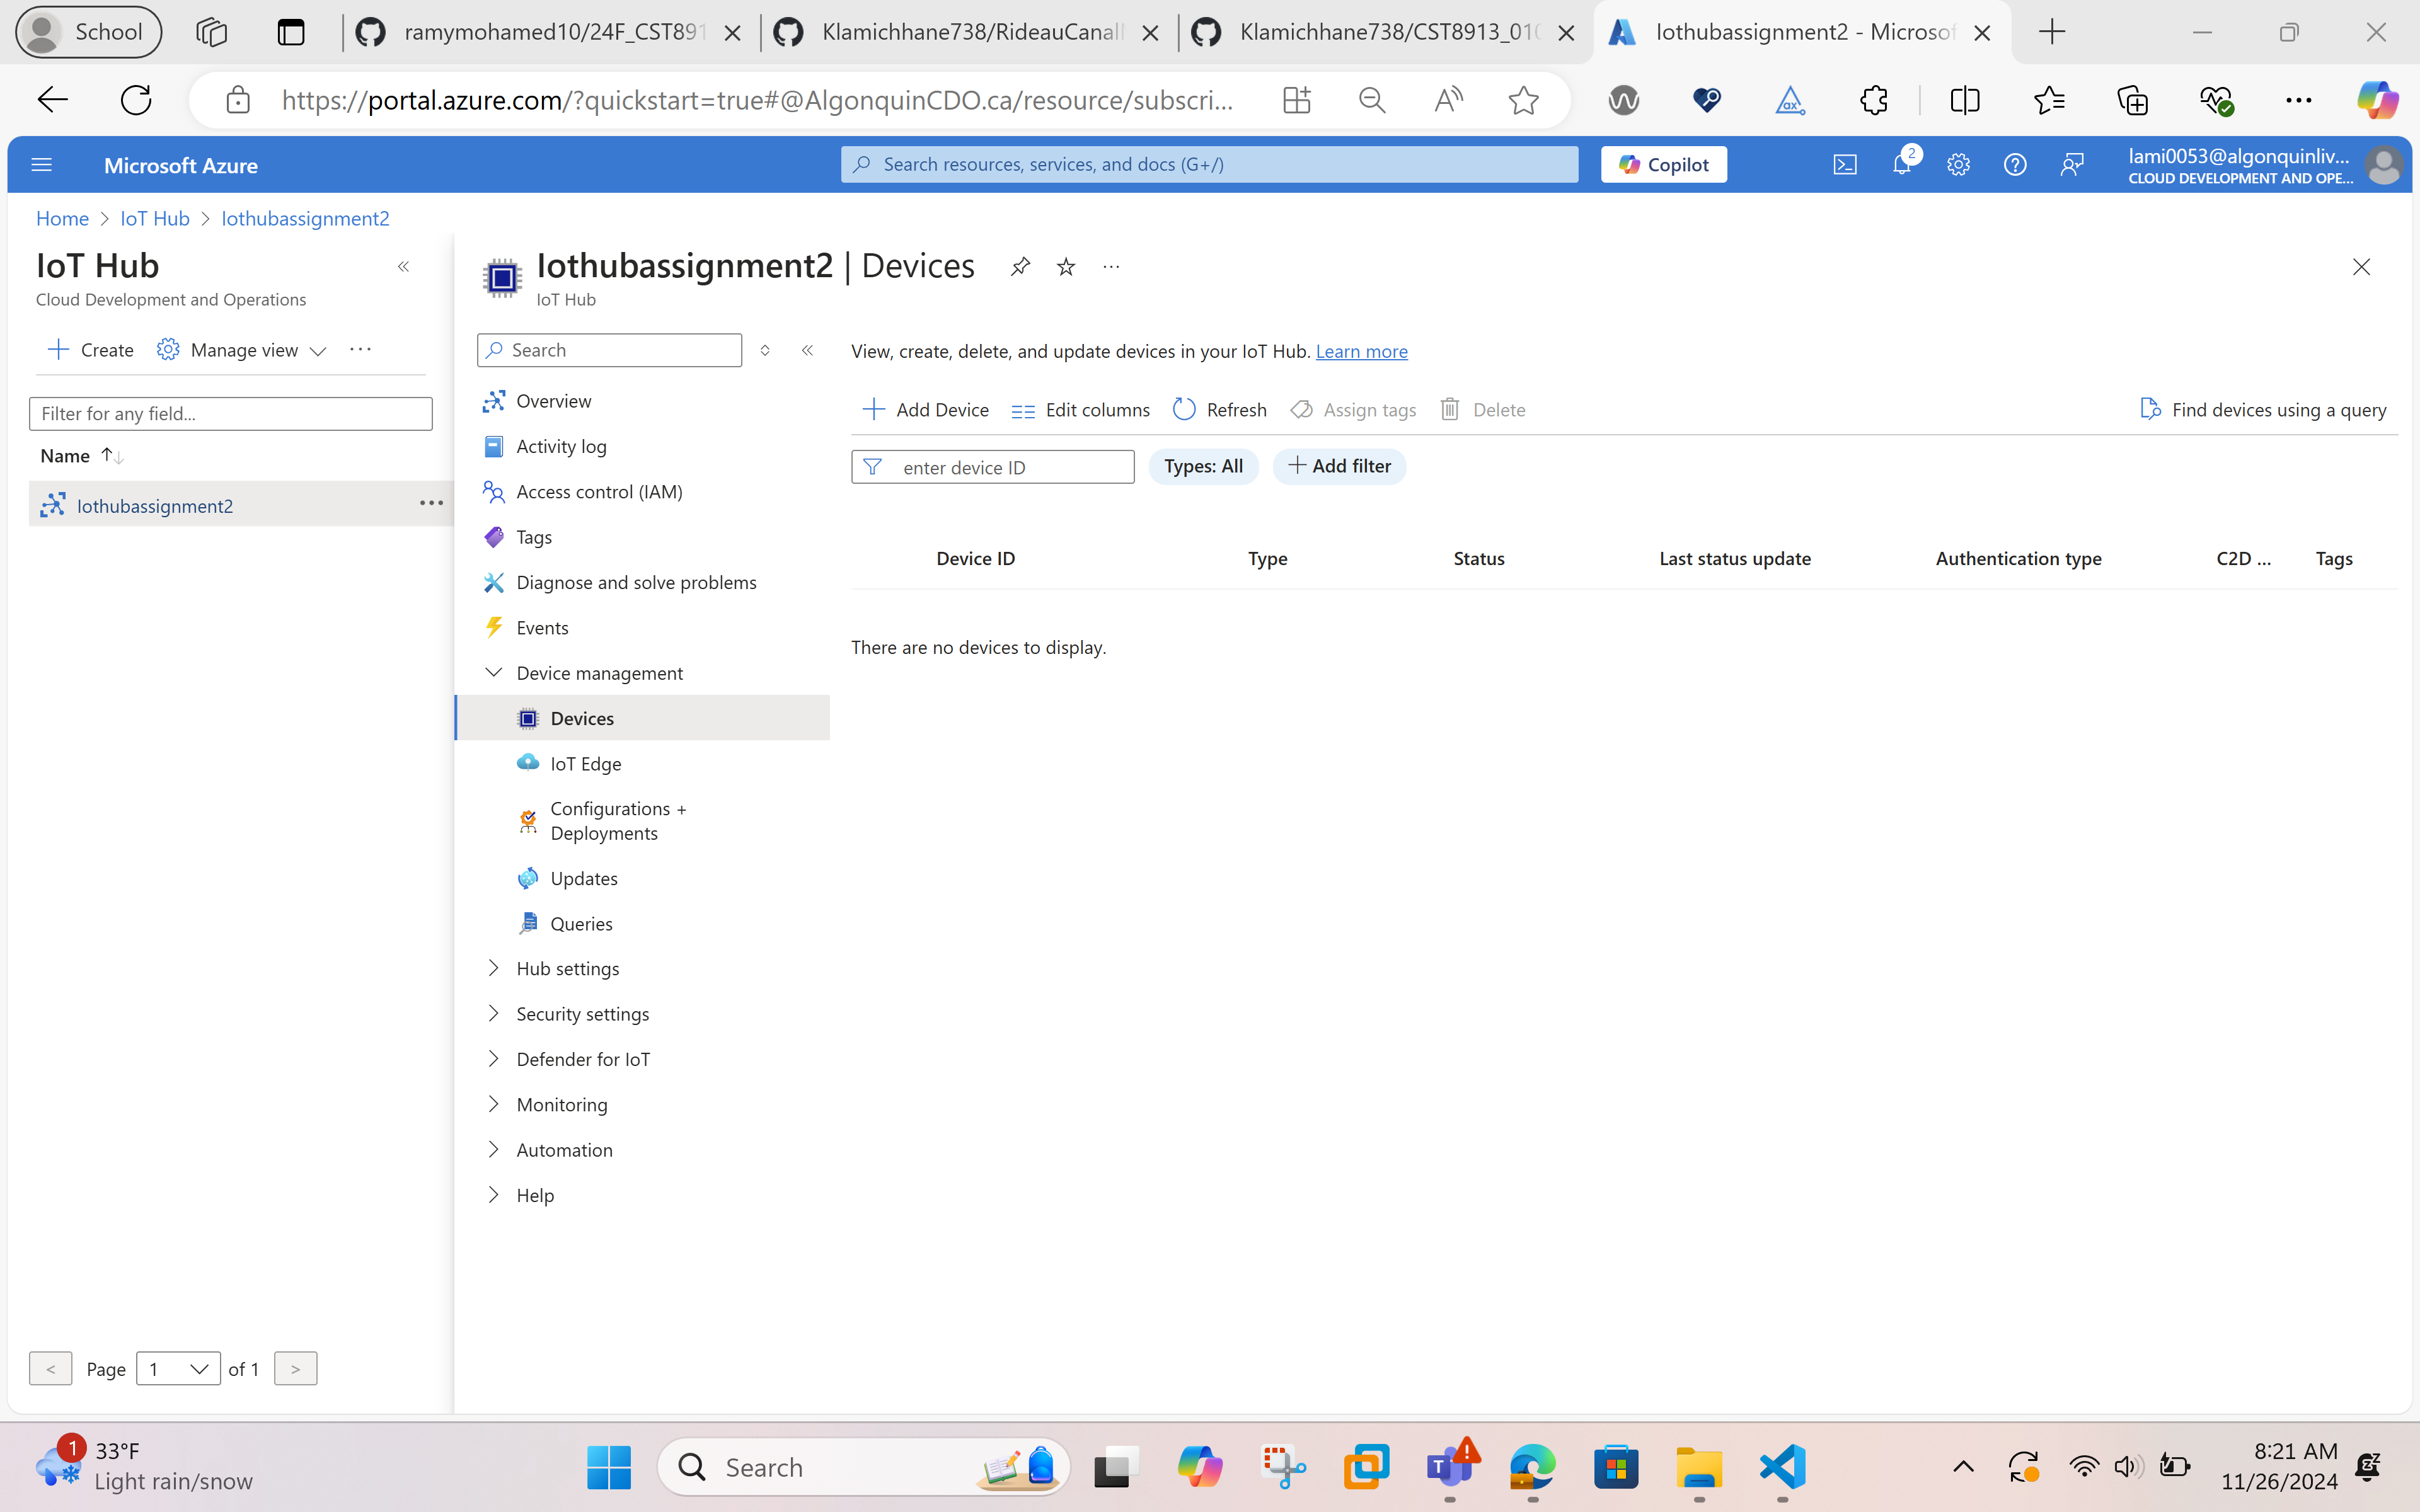 School
ramymohamed10/24F_CST891
Klamichhane738/RideauCanal
Klamichhane738/CST8913_010
Iothubassignment2 - Microsof
https://portal.azure.com/?quickstart=true#@AlgonquinCDO.ca/resource/subscri...
Microsoft Azure
Search resources, services, and docs (G+/)
Copilot
2
lami0053@algonquinliv...
CLOUD DEVELOPMENT AND OPE...
Home > IoT Hub > Iothubassignment2
IoT Hub
Cloud Development and Operations
Create
Manage view
Filter for any field...
Name
Iothubassignment2
Page 1 of 1
Iothubassignment2 | Devices
IoT Hub
Search
Overview
Activity log
Access control (IAM)
Tags
Diagnose and solve problems
Events
Device management
Devices
IoT Edge
Configurations +
Deployments
Updates
Queries
Hub settings
Security settings
Defender for IoT
Monitoring
Automation
Help
View, create, delete, and update devices in your IoT Hub. Learn more
Add Device
Edit columns
Refresh
Assign tags
Delete
Find devices using a query
enter device ID
Types: All
Add filter
Device ID
Type
Status
Last status update
Authentication type
C2D ...
Tags
There are no devices to display.
1
33°F
Light rain/snow
Search
8:21 AM
11/26/2024